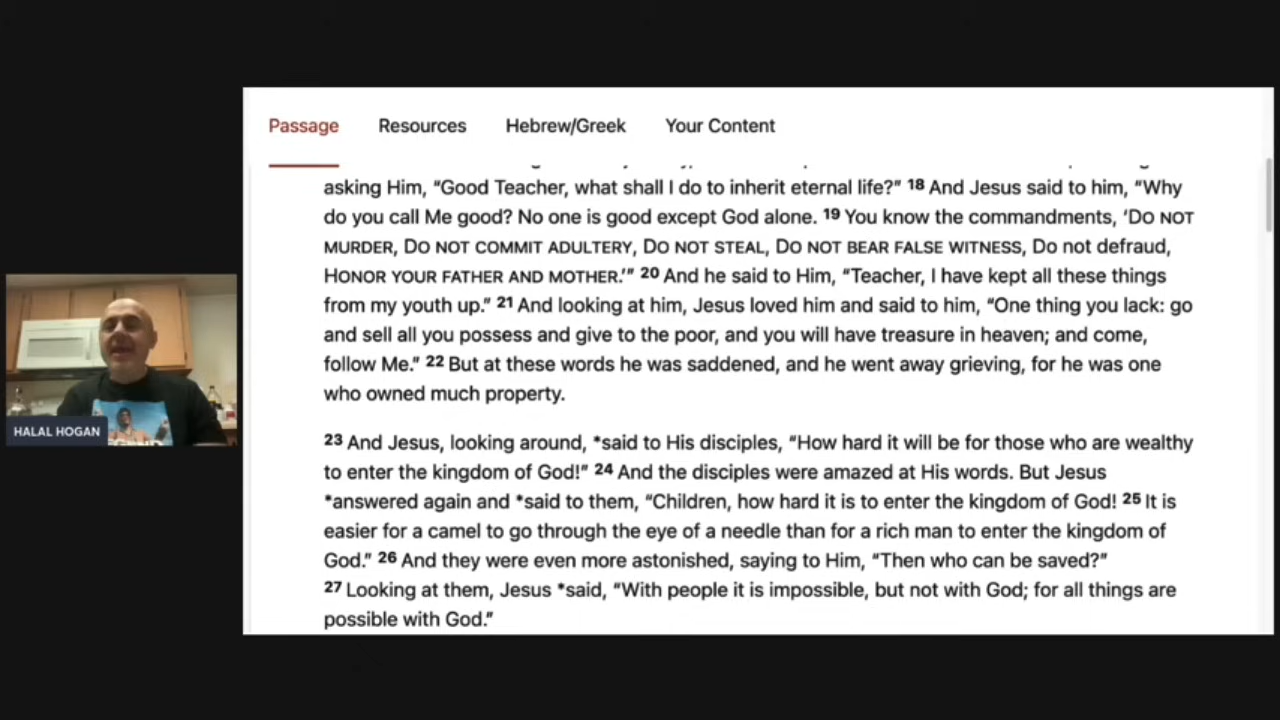 Passage Resources Hebrew/Greek Your Content
asking Him, “Good Teacher, what shall I do to inherit eternal life?” 18 And Jesus said to him, “Why
do you call Me good? No one is good except God alone. 19 You know the commandments, ‘DO NOT
MURDER, DO NOT COMMIT ADULTERY, DO NOT STEAL, DO NOT BEAR FALSE WITNESS, Do not defraud,
HONOR YOUR FATHER AND MOTHER.’” 20 And he said to Him, “Teacher, I have kept all these things
from my youth up.” 21 And looking at him, Jesus loved him and said to him, “One thing you lack: go
and sell all you possess and give to the poor, and you will have treasure in heaven; and come,
follow Me.” 22 But at these words he was saddened, and he went away grieving, for he was one
who owned much property.
23 And Jesus, looking around, *said to His disciples, “How hard it will be for those who are wealthy
to enter the kingdom of God!” 24 And the disciples were amazed at His words. But Jesus
*answered again and *said to them, “Children, how hard it is to enter the kingdom of God! 25 It is
easier for a camel to go through the eye of a needle than for a rich man to enter the kingdom of
God.” 26 And they were even more astonished, saying to Him, “Then who can be saved?”
27 Looking at them, Jesus *said, “With people it is impossible, but not with God; for all things are
possible with God.”
HALAL HOGAN